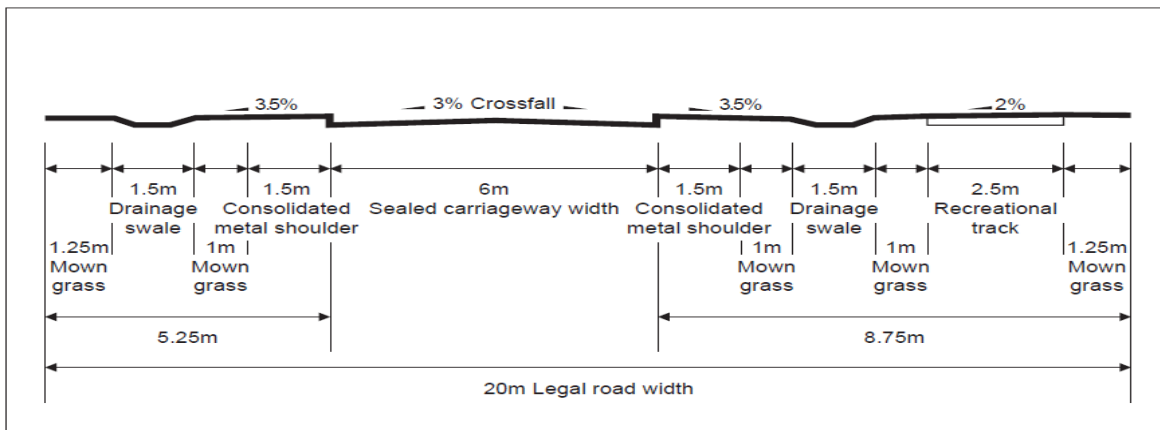 3.5%
3% Crossfall
3.5%
2%
1.5m
Drainage
swale
1.5m
Consolidated
metal shoulder
6m
Sealed carriageway width
1.5m
Consolidated
metal shoulder
1.5m
Drainage
swale
2.5m
Recreational
track
1.25m
Mown
grass
1m
Mown
grass
1m
Mown
grass
1m
Mown
grass
1.25m
Mown
grass
5.25m
8.75m
20m Legal road width